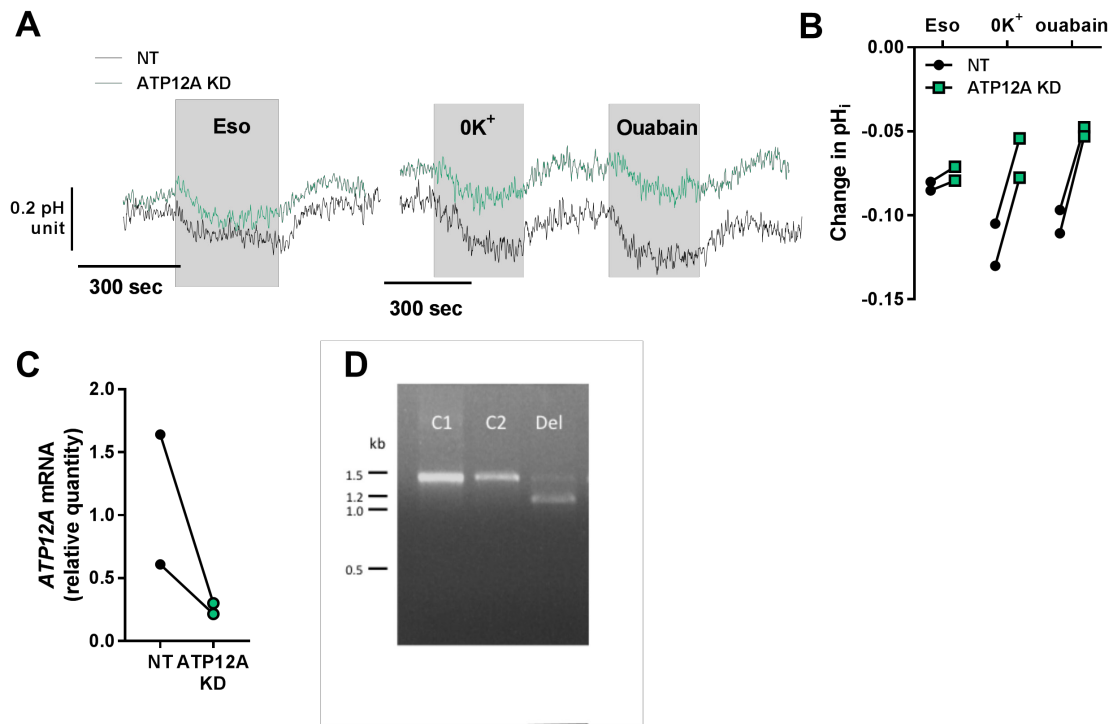 A
NT
ATP12A KD
Eso
0K+
Ouabain
0.2 pH
unit
300 sec
300 sec
B
Eso 0K+ ouabain
0.00
-0.05
-0.10
-0.15
Change in pHi
NT
ATP12A KD
C
2.0
1.5
1.0
0.5
0.0
ATP12A mRNA
(relative quantity)
NT ATP12A
KD
D
C1 C2 Del
kb
1.5
1.2
1.0
0.5